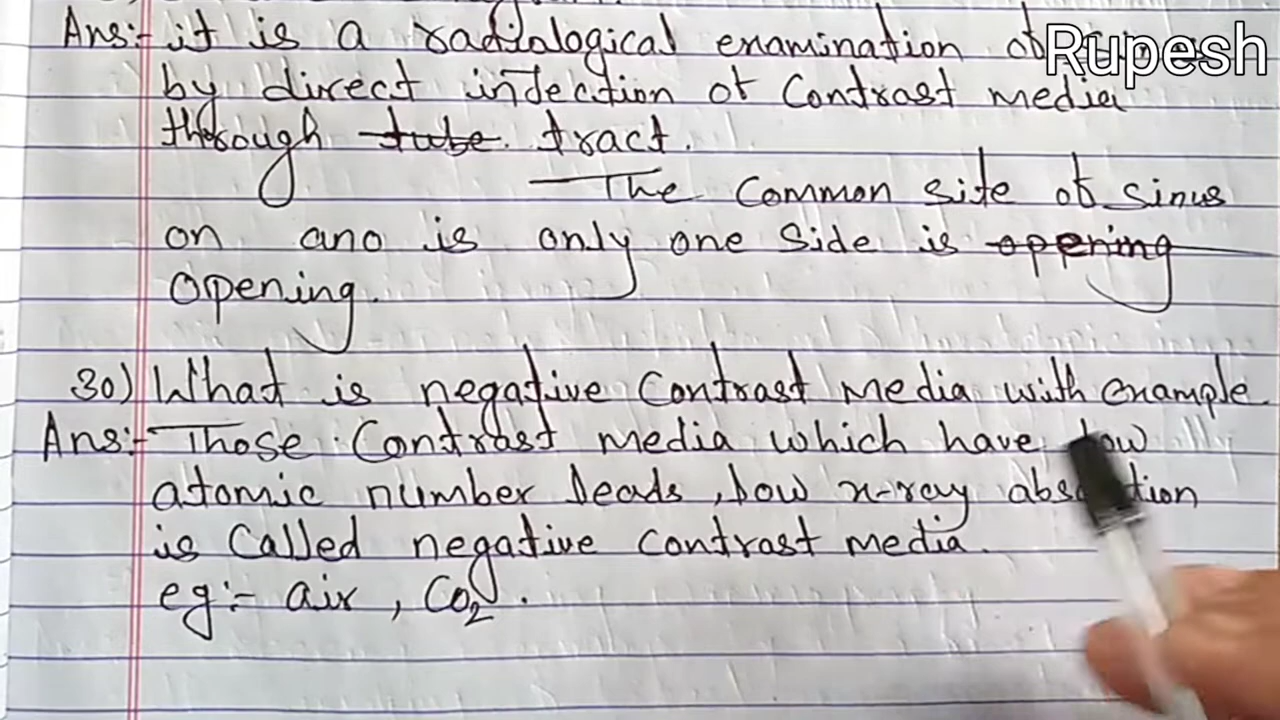 Ans:- it is a radiological examination of
Rupesh
by direct injection of Contrast media
through tube. tract.
The Common site of sinus
on ano is only one side is opening
opening.
30) What is negative Contrast Media with example.
Ans:- Those Contrast media which have low
atomic number leads, low x-ray absorption
is Called negative contrast media.
eg:- air, CO₂.